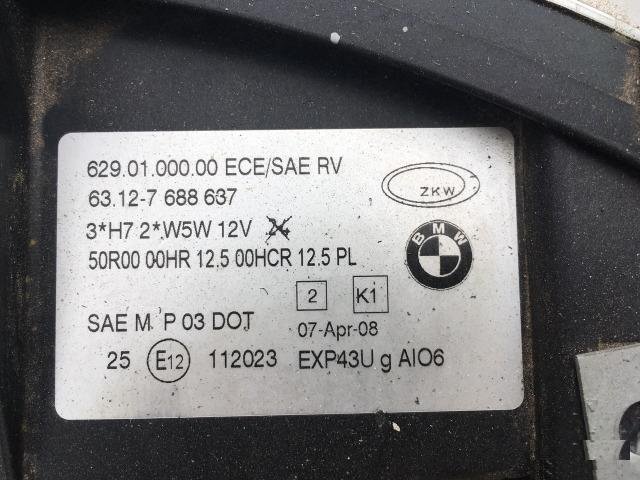 629.01.000.00 ECE/SAE RV
ZKW
63.12-7 688 637
3*H7 2*W5W 12V
BMW
50R00 00HR 12.5 00HCR 12.5 PL
2 K1
SAE M P 03 DOT 07-Apr-08
25 E12 112023 EXP43U g AIO6